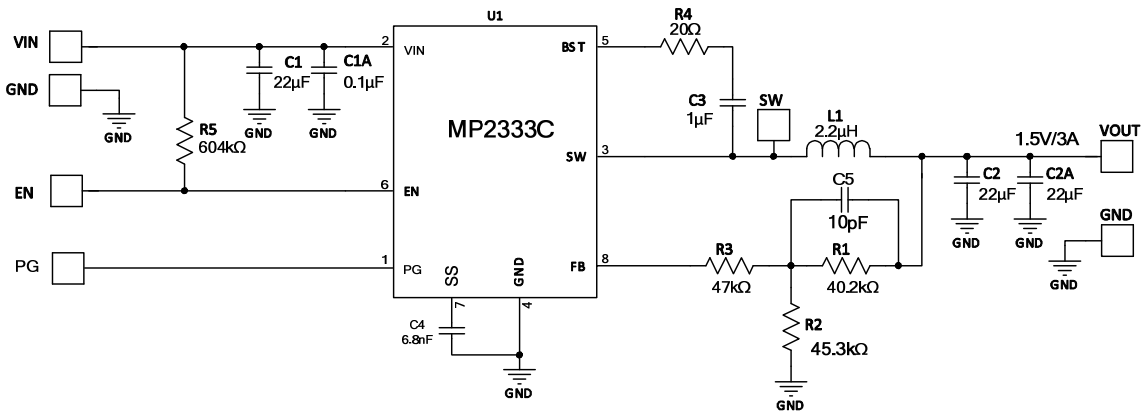 U1
VIN
GND
GND
EN
PG
R5
604kΩ
C1
22µF
GND
C1A
0.1µF
GND
2
VIN
6
EN
1
PG
MP2333C
BST
5
SW
3
FB
8
SS
7
GND
4
C4
6.8nF
GND
R4
20Ω
C3
1µF
SW
L1
2.2µH
1.5V/3A
VOUT
C5
10pF
R3
47kΩ
R1
40.2kΩ
R2
45.3kΩ
GND
C2
22µF
GND
C2A
22µF
GND
GND
GND